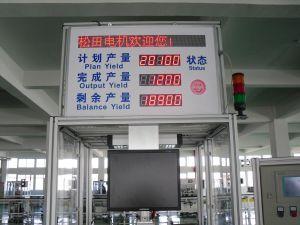 松田电机欢迎您!
计划产量 20100 状态
Plan Yield Status
完成产量 1200
Output Yield
剩余产量 18900
Balance Yield